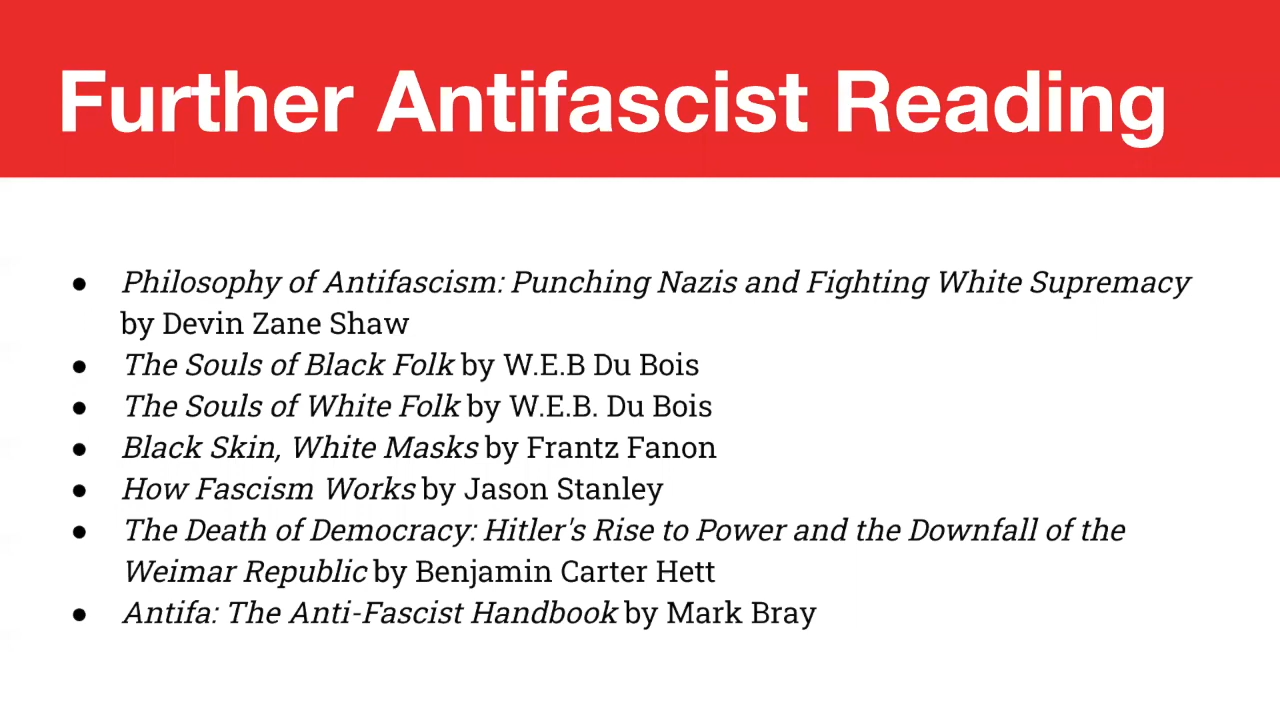 Further Antifascist Reading
● Philosophy of Antifascism: Punching Nazis and Fighting White Supremacy
by Devin Zane Shaw
● The Souls of Black Folk by W.E.B Du Bois
● The Souls of White Folk by W.E.B. Du Bois
● Black Skin, White Masks by Frantz Fanon
● How Fascism Works by Jason Stanley
● The Death of Democracy: Hitler's Rise to Power and the Downfall of the
Weimar Republic by Benjamin Carter Hett
● Antifa: The Anti-Fascist Handbook by Mark Bray